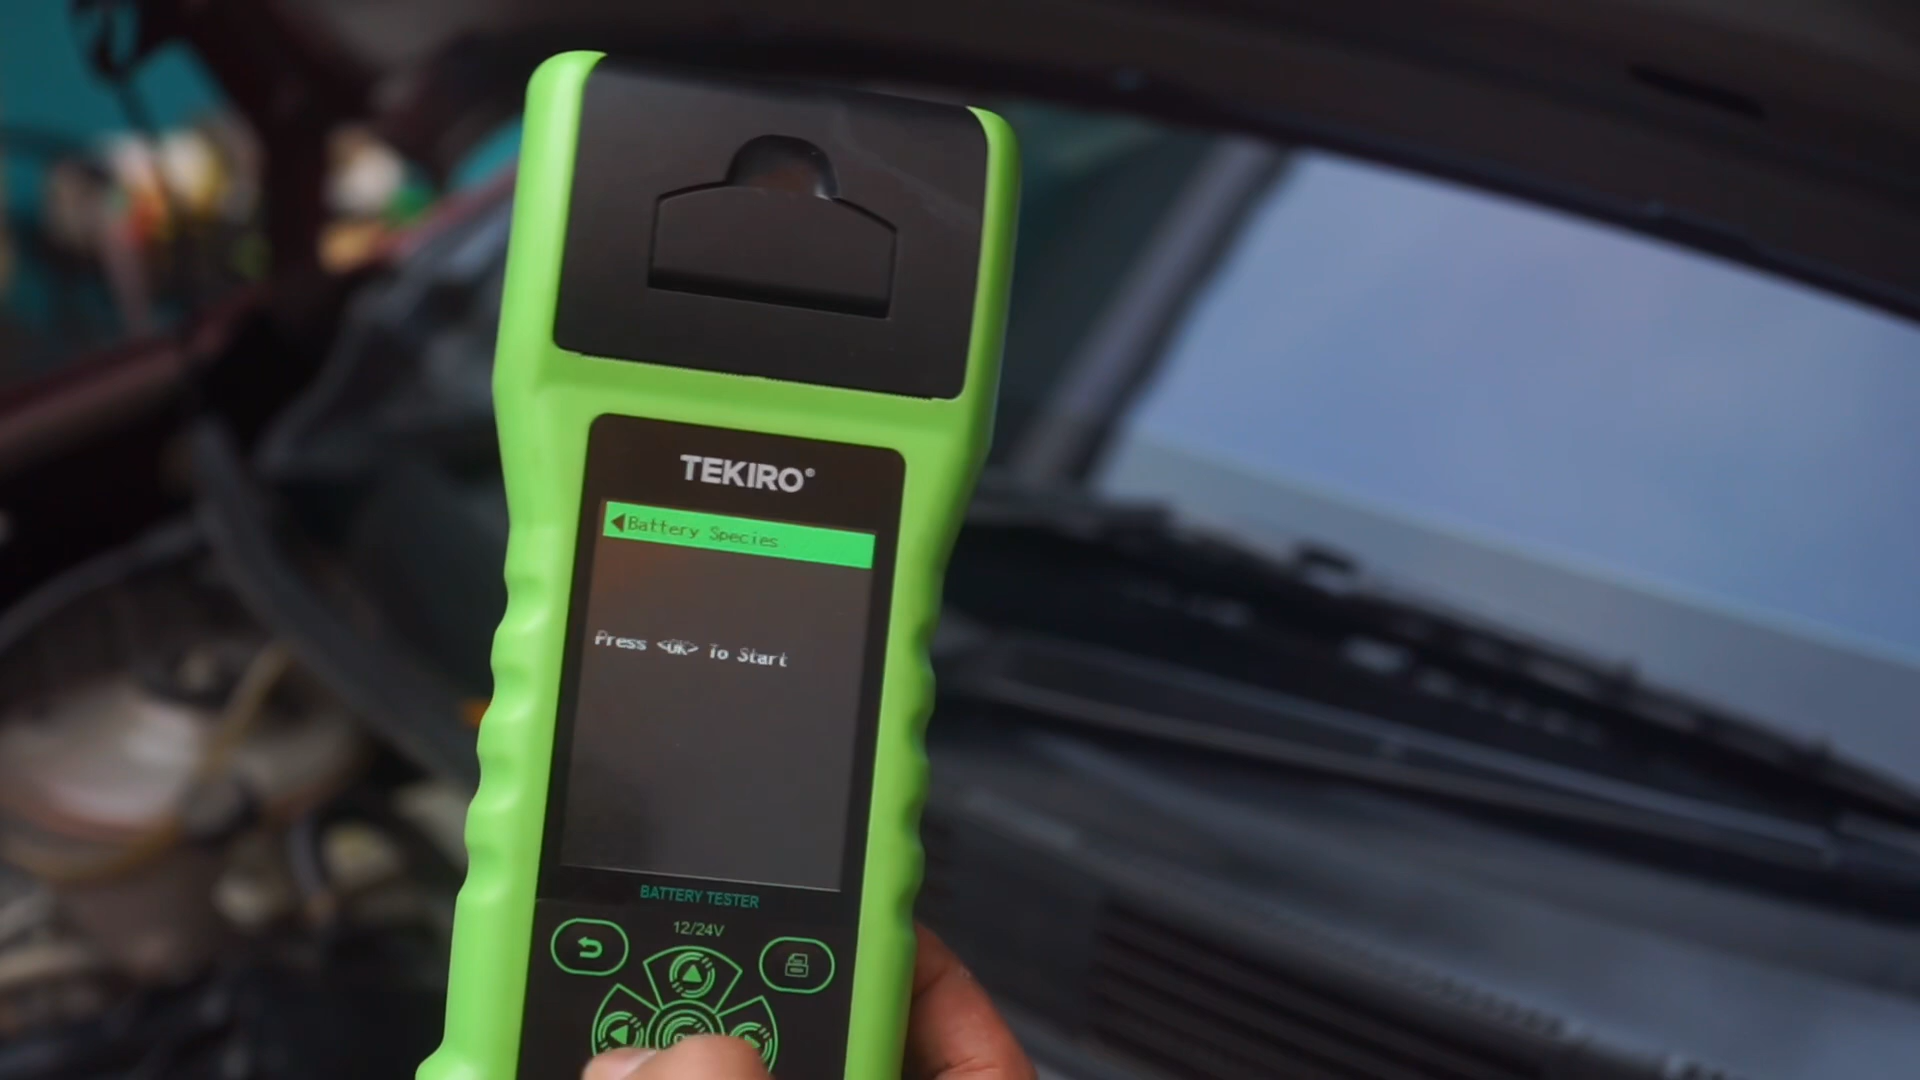 TEKIRO®
Battery Species
Press <OK> To Start
BATTERY TESTER
12/24V